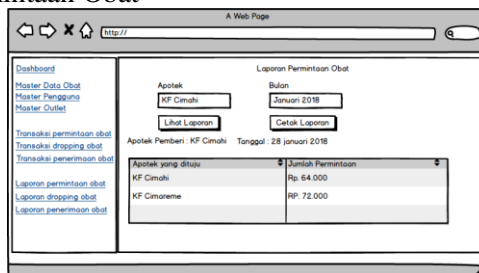 A Web Page
http://
Dashboard
Master Data Obat
Master Pengguna
Master Outlet
Transaksi permintaan obat
Transaksi dropping obat
Transaksi penerimaan obat
Laporan permintaan obat
Laporan dropping obat
Laporan penerimaan obat
Laporan Permintaan Obat
Apotek Bulan
KF Cimahi Januari 2018
Lihat Laporan Cetak Laporan
Apotek Pemberi : KF Cimahi Tanggal : 28 januari 2018
Apotek yang dituju Jumlah Permintaan
KF Cimahi Rp. 64.000
KF Cimareme RP. 72.000